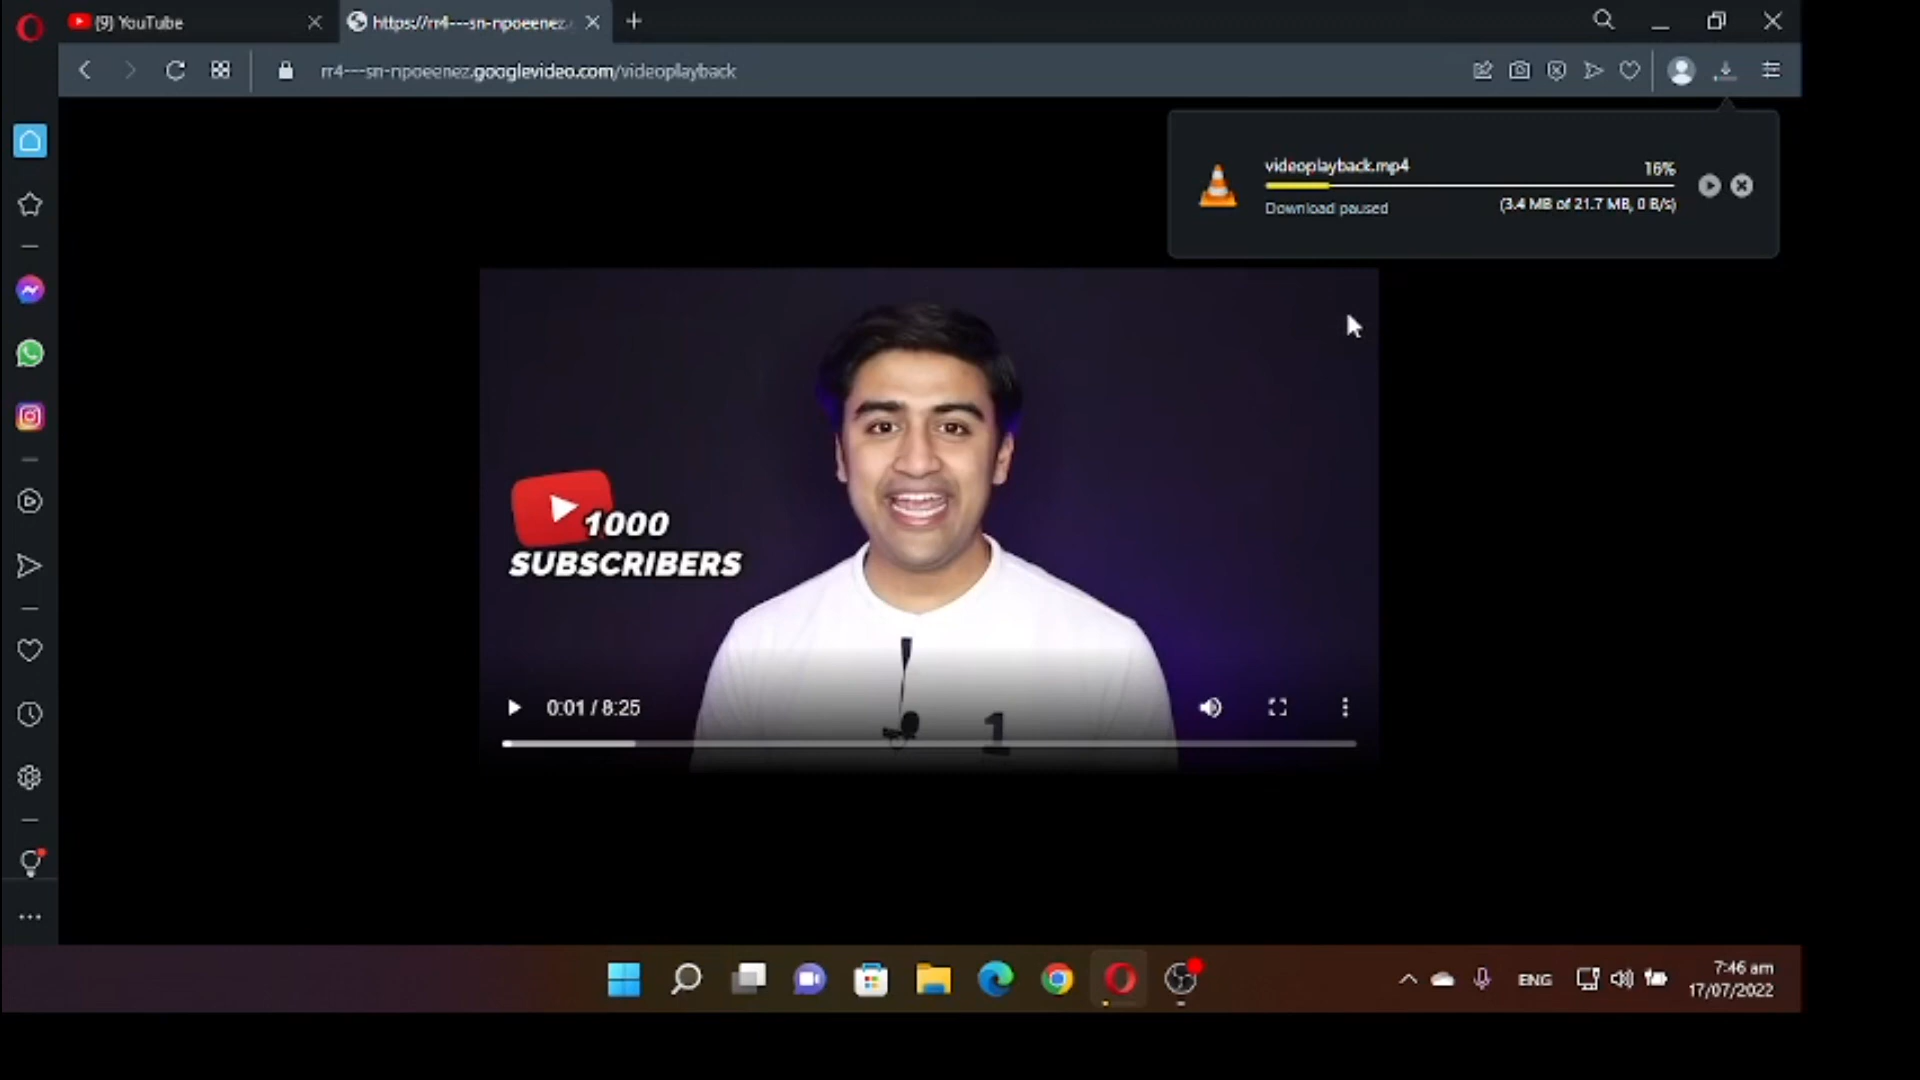 (9) YouTube
https://rr4---sn-npoeenez.
rr4---sn-npoeenez.googlevideo.com/videoplayback
videoplayback.mp4
16%
Download paused
(3.4 MB of 21.7 MB, 0 B/s)
1000
SUBSCRIBERS
0:01 / 8:25
1
ENG
7:46 am
17/07/2022